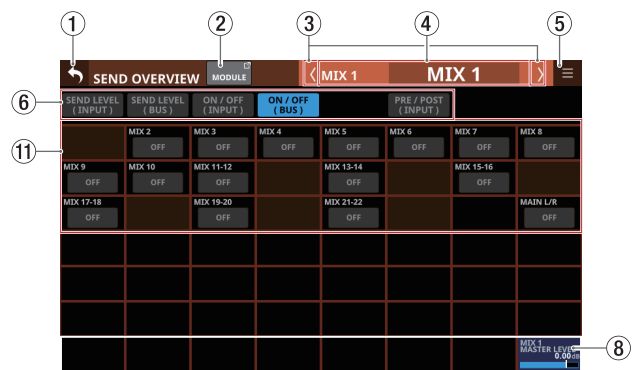 ① ② ③ ④ ⑤
SEND OVERVIEW MODULE MIX 1 MIX 1
⑥
SEND LEVEL (INPUT) SEND LEVEL (BUS) ON / OFF (INPUT) ON / OFF (BUS) PRE / POST (INPUT)
⑪
MIX 2 MIX 3 MIX 4 MIX 5 MIX 6 MIX 7 MIX 8
OFF OFF OFF OFF OFF OFF OFF
MIX 9 MIX 10 MIX 11-12 MIX 13-14 MIX 15-16
OFF OFF OFF OFF OFF
MIX 17-18 MIX 19-20 MIX 21-22 MAIN L/R
OFF OFF OFF OFF
MIX 1
MASTER LEVEL
0.00 dB
⑧